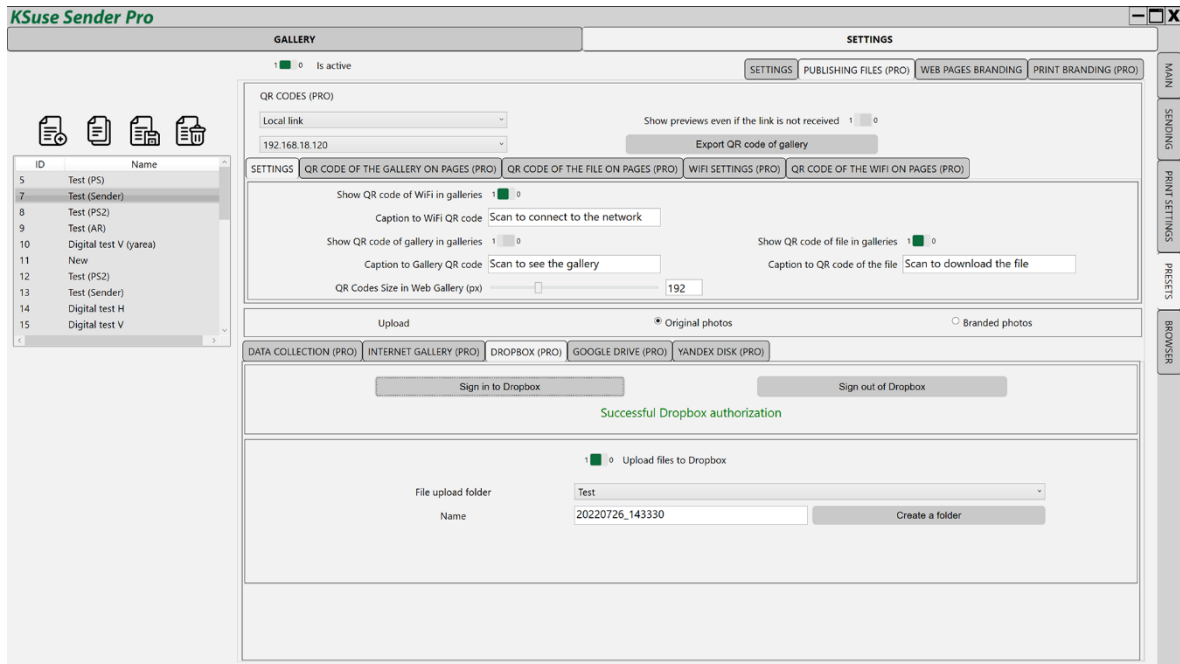 KSuse Sender Pro
GALLERY
SETTINGS
1 0 Is active
SETTINGS PUBLISHING FILES (PRO) WEB PAGES BRANDING PRINT BRANDING (PRO)
MAIN
SENDING
PRINT SETTINGS
PRESETS
BROWSER
ID Name
5 Test (PS)
7 Test (Sender)
8 Test (PS2)
9 Test (AR)
10 Digital test V (yarea)
11 New
12 Test (PS2)
13 Test (Sender)
14 Digital test H
15 Digital test V
QR CODES (PRO)
Local link
Show previews even if the link is not received 1 0
192.168.18.120
Export QR code of gallery
SETTINGS QR CODE OF THE GALLERY ON PAGES (PRO) QR CODE OF THE FILE ON PAGES (PRO) WIFI SETTINGS (PRO) QR CODE OF THE WIFI ON PAGES (PRO)
Show QR code of WiFi in galleries 1 0
Caption to WiFi QR code Scan to connect to the network
Show QR code of gallery in galleries 1 0
Show QR code of file in galleries 1 0
Caption to Gallery QR code Scan to see the gallery
Caption to QR code of the file Scan to download the file
QR Codes Size in Web Gallery (px) 192
Upload Original photos Branded photos
DATA COLLECTION (PRO) INTERNET GALLERY (PRO) DROPBOX (PRO) GOOGLE DRIVE (PRO) YANDEX DISK (PRO)
Sign in to Dropbox
Sign out of Dropbox
Successful Dropbox authorization
1 0 Upload files to Dropbox
File upload folder Test
Name 20220726_143330 Create a folder